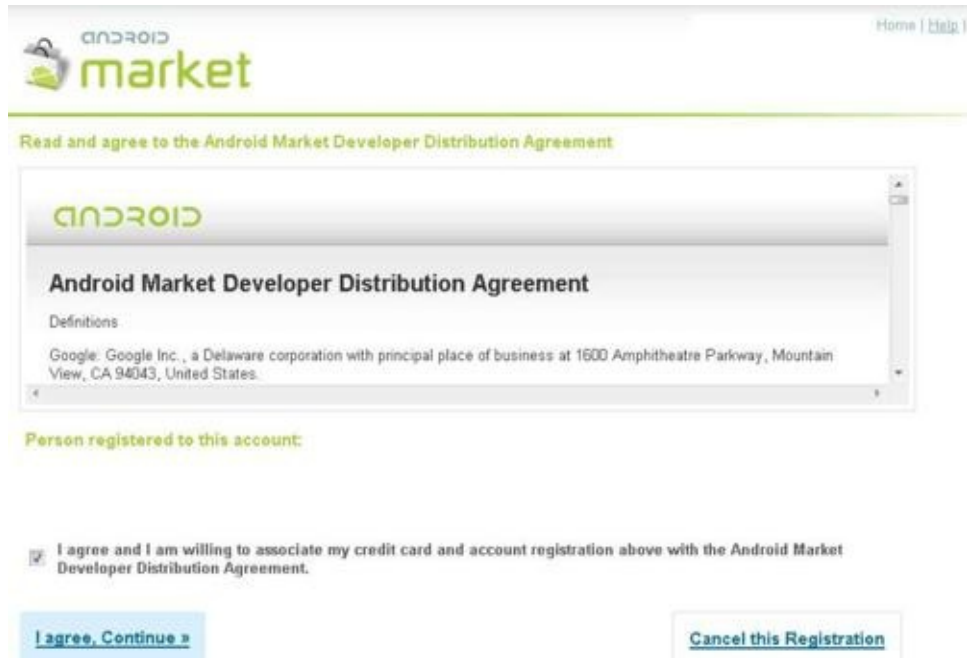 Home | Help |
android
market
Read and agree to the Android Market Developer Distribution Agreement
android
Android Market Developer Distribution Agreement
Definitions
Google: Google Inc., a Delaware corporation with principal place of business at 1600 Amphitheatre Parkway, Mountain
View, CA 94043, United States.
Person registered to this account:
I agree and I am willing to associate my credit card and account registration above with the Android Market
Developer Distribution Agreement.
I agree, Continue »
Cancel this Registration